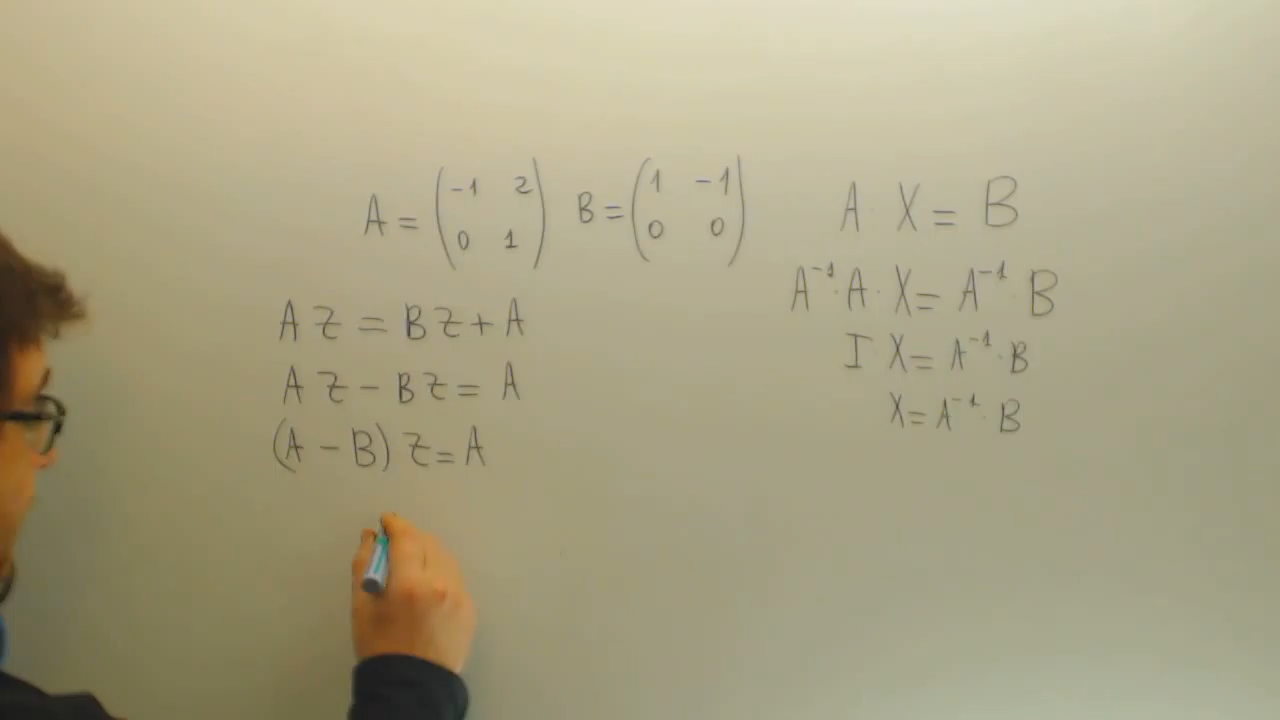 A = (-1 2 0 1) B = (1 -1 0 0)
A Z = B Z + A
A Z - B Z = A
(A - B) Z = A
A · X = B
A⁻¹ · A · X = A⁻¹ · B
I · X = A⁻¹ · B
X = A⁻¹ · B